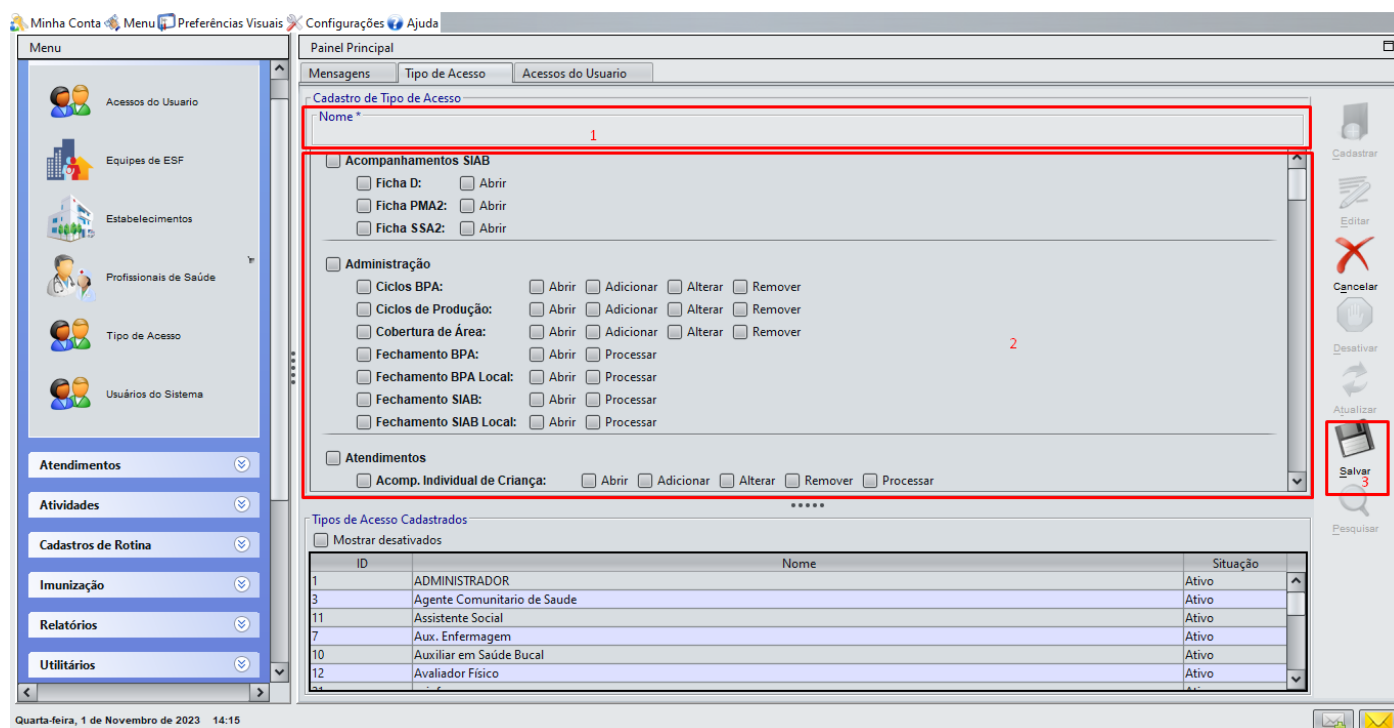 Minha Conta Menu Preferências Visuais Configurações Ajuda
Menu
Acessos do Usuario
Equipes de ESF
Estabelecimentos
Profissionais de Saúde
Tipo de Acesso
Usuários do Sistema
Atendimentos
Atividades
Cadastros de Rotina
Imunização
Relatórios
Utilitários
Painel Principal
Mensagens Tipo de Acesso Acessos do Usuario
Cadastro de Tipo de Acesso
Nome *
1
Acompanhamentos SIAB
Ficha D: Abrir
Ficha PMA2: Abrir
Ficha SSA2: Abrir
Administração
Ciclos BPA: Abrir Adicionar Alterar Remover
Ciclos de Produção: Abrir Adicionar Alterar Remover
Cobertura de Área: Abrir Adicionar Alterar Remover
2
Fechamento BPA: Abrir Processar
Fechamento BPA Local: Abrir Processar
Fechamento SIAB: Abrir Processar
Fechamento SIAB Local: Abrir Processar
Atendimentos
Acomp. Individual de Criança: Abrir Adicionar Alterar Remover Processar
Tipos de Acesso Cadastrados
Mostrar desativados
ID Nome Situação
1 ADMINISTRADOR Ativo
3 Agente Comunitario de Saude Ativo
11 Assistente Social Ativo
7 Aux. Enfermagem Ativo
10 Auxiliar em Saúde Bucal Ativo
12 Avaliador Físico Ativo
Cadastrar
Editar
Cancelar
Desativar
Atualizar
Salvar
3
Pesquisar
Quarta-feira, 1 de Novembro de 2023 14:15